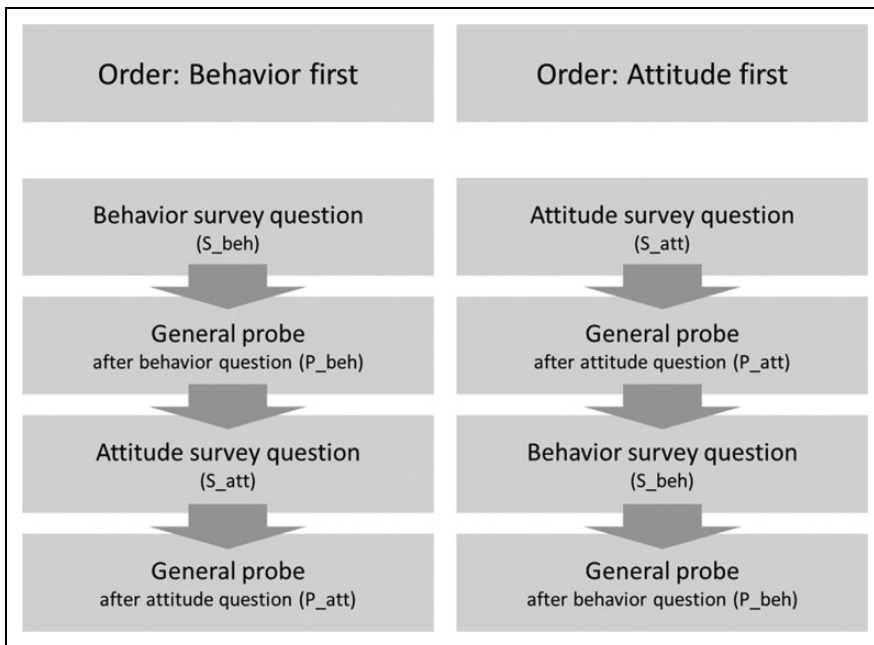 Order: Behavior first
Behavior survey question
(S_beh)
General probe
after behavior question (P_beh)
Attitude survey question
(S_att)
General probe
after attitude question (P_att)
Order: Attitude first
Attitude survey question
(S_att)
General probe
after attitude question (P_att)
Behavior survey question
(S_beh)
General probe
after behavior question (P_beh)